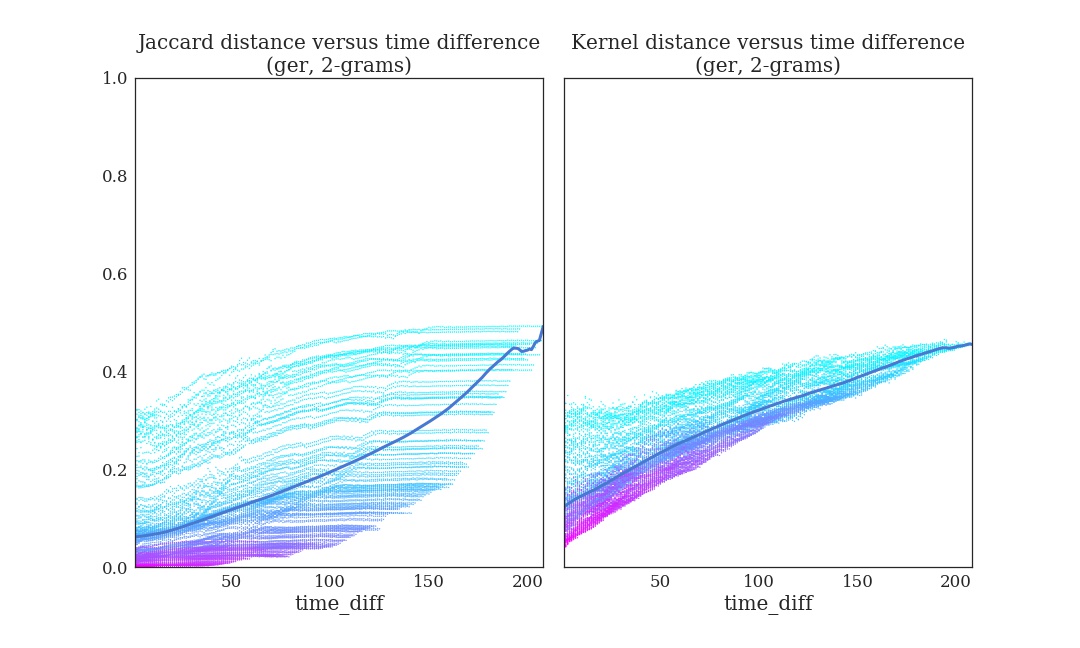 Jaccard distance versus time difference
(ger, 2-grams)
Kernel distance versus time difference
(ger, 2-grams)
1.0
0.8
0.6
0.4
0.2
0.0
50 100 150 200
50 100 150 200
time_diff
time_diff